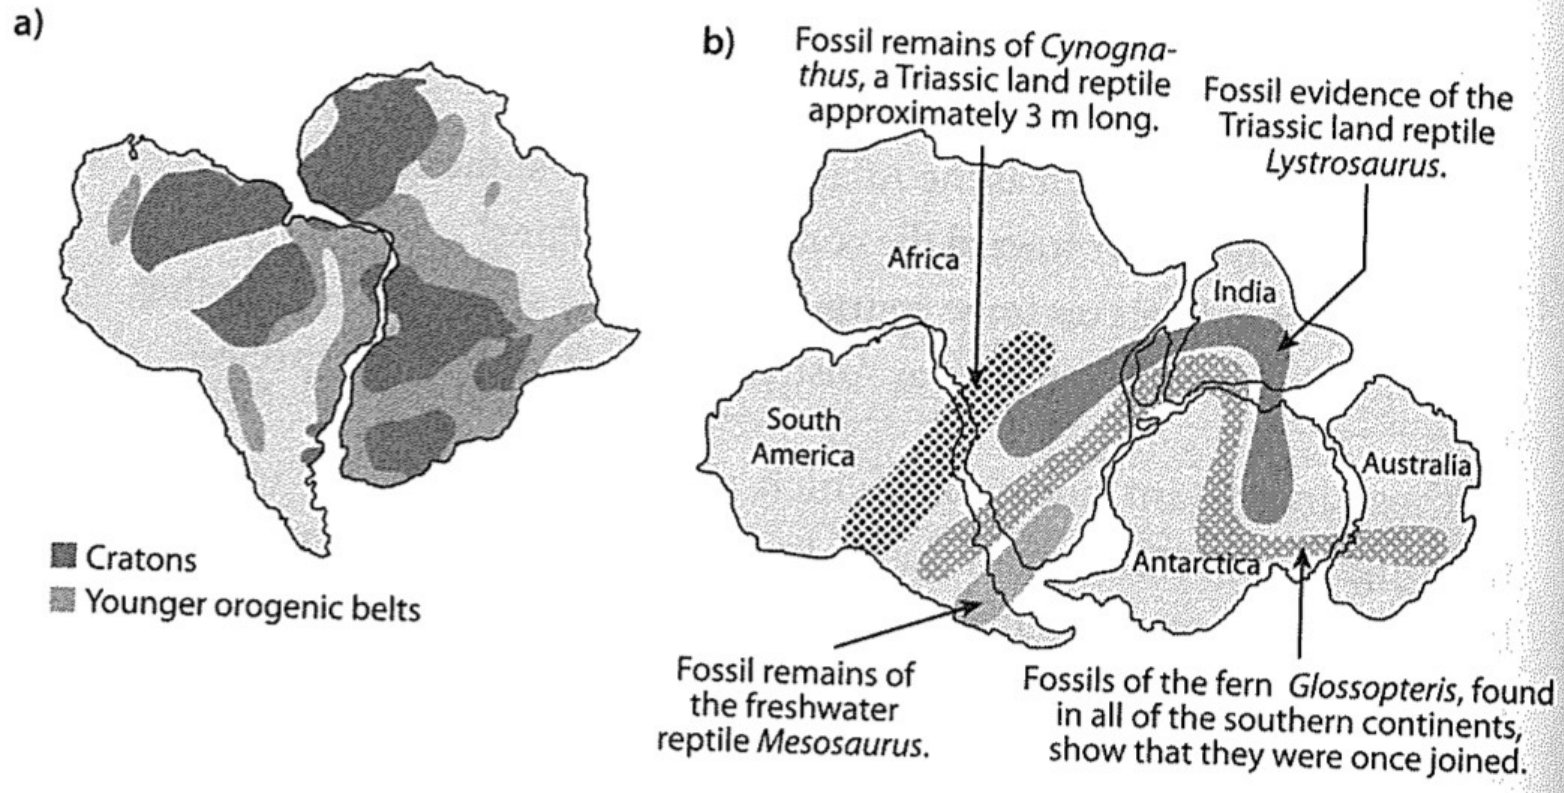 a)
Cratons
Younger orogenic belts
b)
Fossil remains of Cynogna-
thus, a Triassic land reptile
approximately 3 m long.
Fossil evidence of the
Triassic land reptile
Lystrosaurus.
Africa
India
South
America
Australia
Antarctica
Fossil remains of
the freshwater
reptile Mesosaurus.
Fossils of the fern Glossopteris, found
in all of the southern continents,
show that they were once joined.